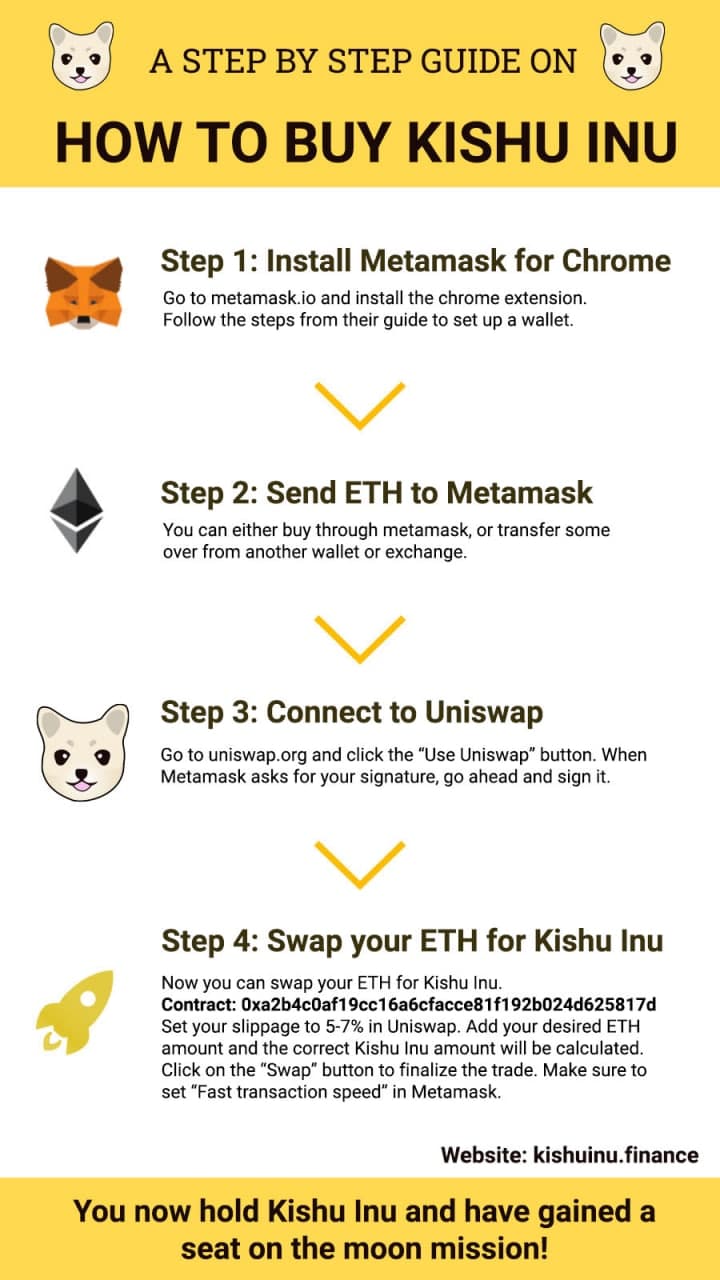 A STEP BY STEP GUIDE ON
HOW TO BUY KISHU INU
Step 1: Install Metamask for Chrome
Go to metamask.io and install the chrome extension.
Follow the steps from their guide to set up a wallet.
Step 2: Send ETH to Metamask
You can either buy through metamask, or transfer some
over from another wallet or exchange.
Step 3: Connect to Uniswap
Go to uniswap.org and click the “Use Uniswap” button. When
Metamask asks for your signature, go ahead and sign it.
Step 4: Swap your ETH for Kishu Inu
Now you can swap your ETH for Kishu Inu.
Contract: 0xa2b4c0af19cc16a6cfacce81f192b024d625817d
Set your slippage to 5-7% in Uniswap. Add your desired ETH
amount and the correct Kishu Inu amount will be calculated.
Click on the “Swap” button to finalize the trade. Make sure to
set “Fast transaction speed” in Metamask.
Website: kishuinu.finance
You now hold Kishu Inu and have gained a
seat on the moon mission!